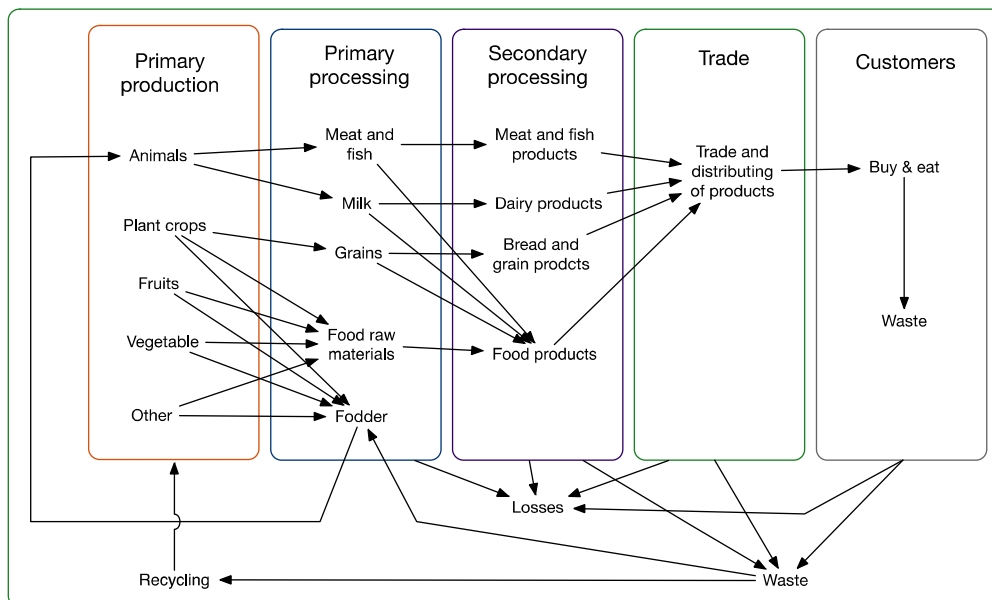 Primary
production
Animals
Plant crops
Fruits
Vegetable
Other
Primary
processing
Meat and
fish
Milk
Grains
Food raw
materials
Fodder
Secondary
processing
Meat and fish
products
Dairy products
Bread and
grain prodcts
Food products
Trade
Trade and
distributing
of products
Customers
Buy & eat
Waste
Losses
Recycling
Waste